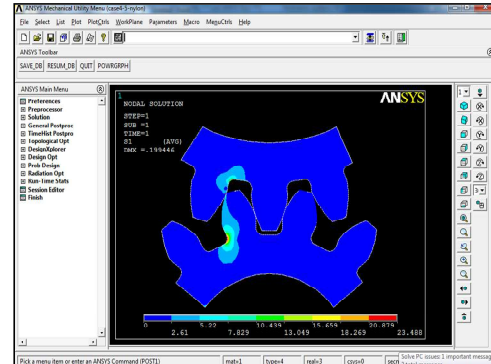 ANSYS Mechanical Utility Menu (case4-5-nylon)
File Select List Plot PlotCtrls WorkPlane Parameters Macro MenuCtrls Help
ANSYS Toolbar
SAVE_DB RESUM_DB QUIT POWRGRPH
ANSYS Main Menu
Preferences
Preprocessor
Solution
General Postproc
TimeHist Postpro
Topological Opt
DesignXplorer
Design Opt
Prob Design
Radiation Opt
Run-Time Stats
Session Editor
Finish
1
NODAL SOLUTION
STEP=1
SUB =1
TIME=1
S1 (AVG)
DMX =.199446
ANSYS
1
3
0 5.22 10.439 15.659 20.879
2.61 7.829 13.049 18.269 23.488
Pick a menu item or enter an ANSYS Command (POST1)
mat=1
type=4
real=3
csys=0
Solve PC issues: 1 important message